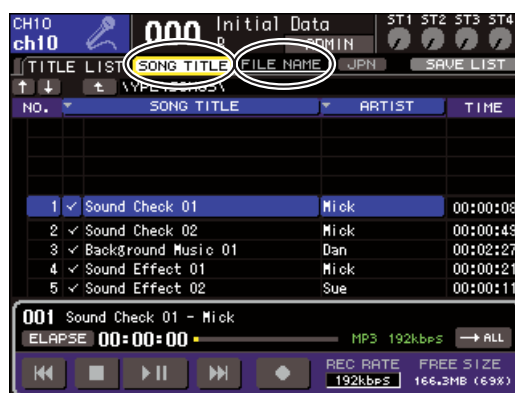 CH10 000 Initial Data ST1 ST2 ST3 ST4
ch10 R ADMIN
TITLE LIST SONG TITLE FILE NAME JPN SAVE LIST
\YPE\SONGS\
NO. SONG TITLE ARTIST TIME
1 ✓ Sound Check 01 Mick 00:00:08
2 ✓ Sound Check 02 Mick 00:00:49
3 ✓ Background Music 01 Dan 00:02:27
4 ✓ Sound Effect 01 Mick 00:00:21
5 ✓ Sound Effect 02 Sue 00:00:11
001 Sound Check 01 - Mick
ELAPSE 00:00:00 MP3 192kbps → ALL
REC RATE FREE SIZE
192kbps 166.3MB (69%)